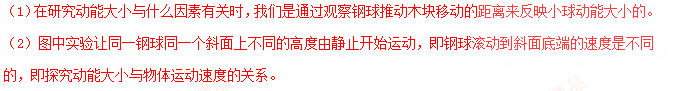 （1）在研究动能大小与什么因素有关时，我们是通过观察钢球推动木块移动的距离来反映小球动能大小的。
（2）图中实验让同一钢球同一个斜面上不同的高度由静止开始运动，即钢球滚动到斜面底端的速度是不同
的，即探究动能大小与物体运动速度的关系。